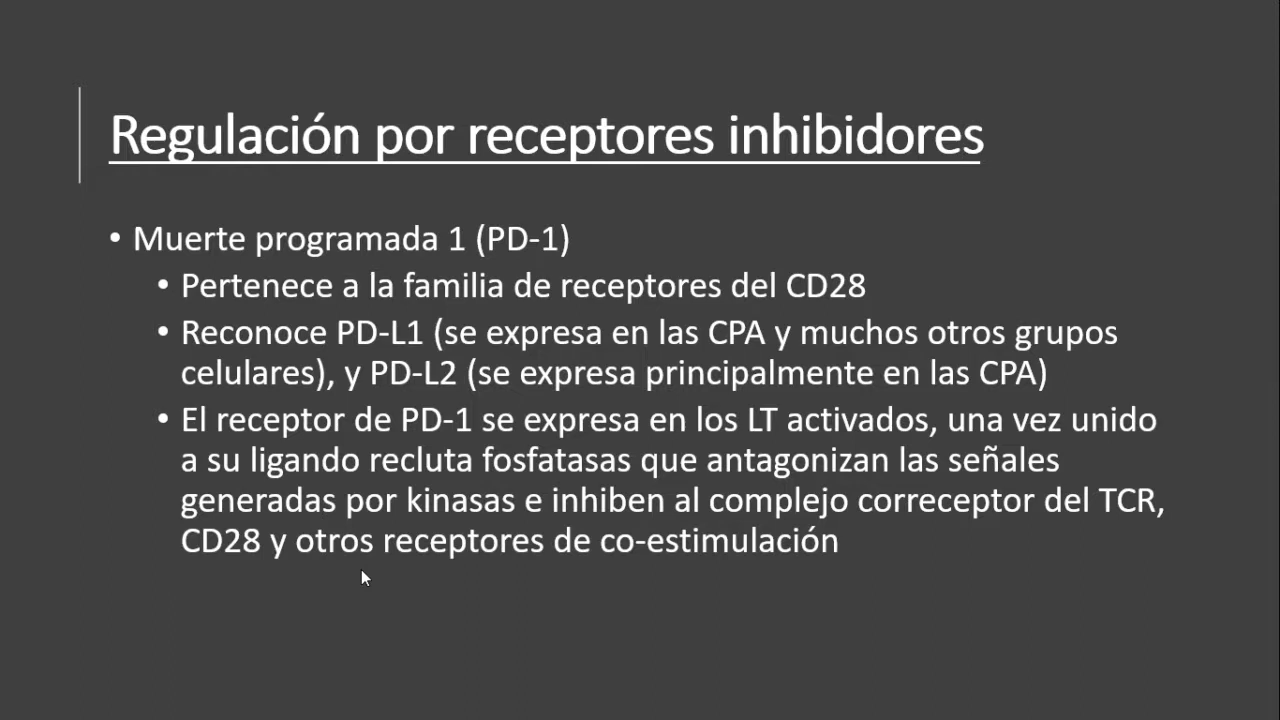 Regulación por receptores inhibidores
• Muerte programada 1 (PD-1)
• Pertenece a la familia de receptores del CD28
• Reconoce PD-L1 (se expresa en las CPA y muchos otros grupos
celulares), y PD-L2 (se expresa principalmente en las CPA)
• El receptor de PD-1 se expresa en los LT activados, una vez unido
a su ligando recluta fosfatasas que antagonizan las señales
generadas por kinasas e inhiben al complejo correceptor del TCR,
CD28 y otros receptores de co-estimulación